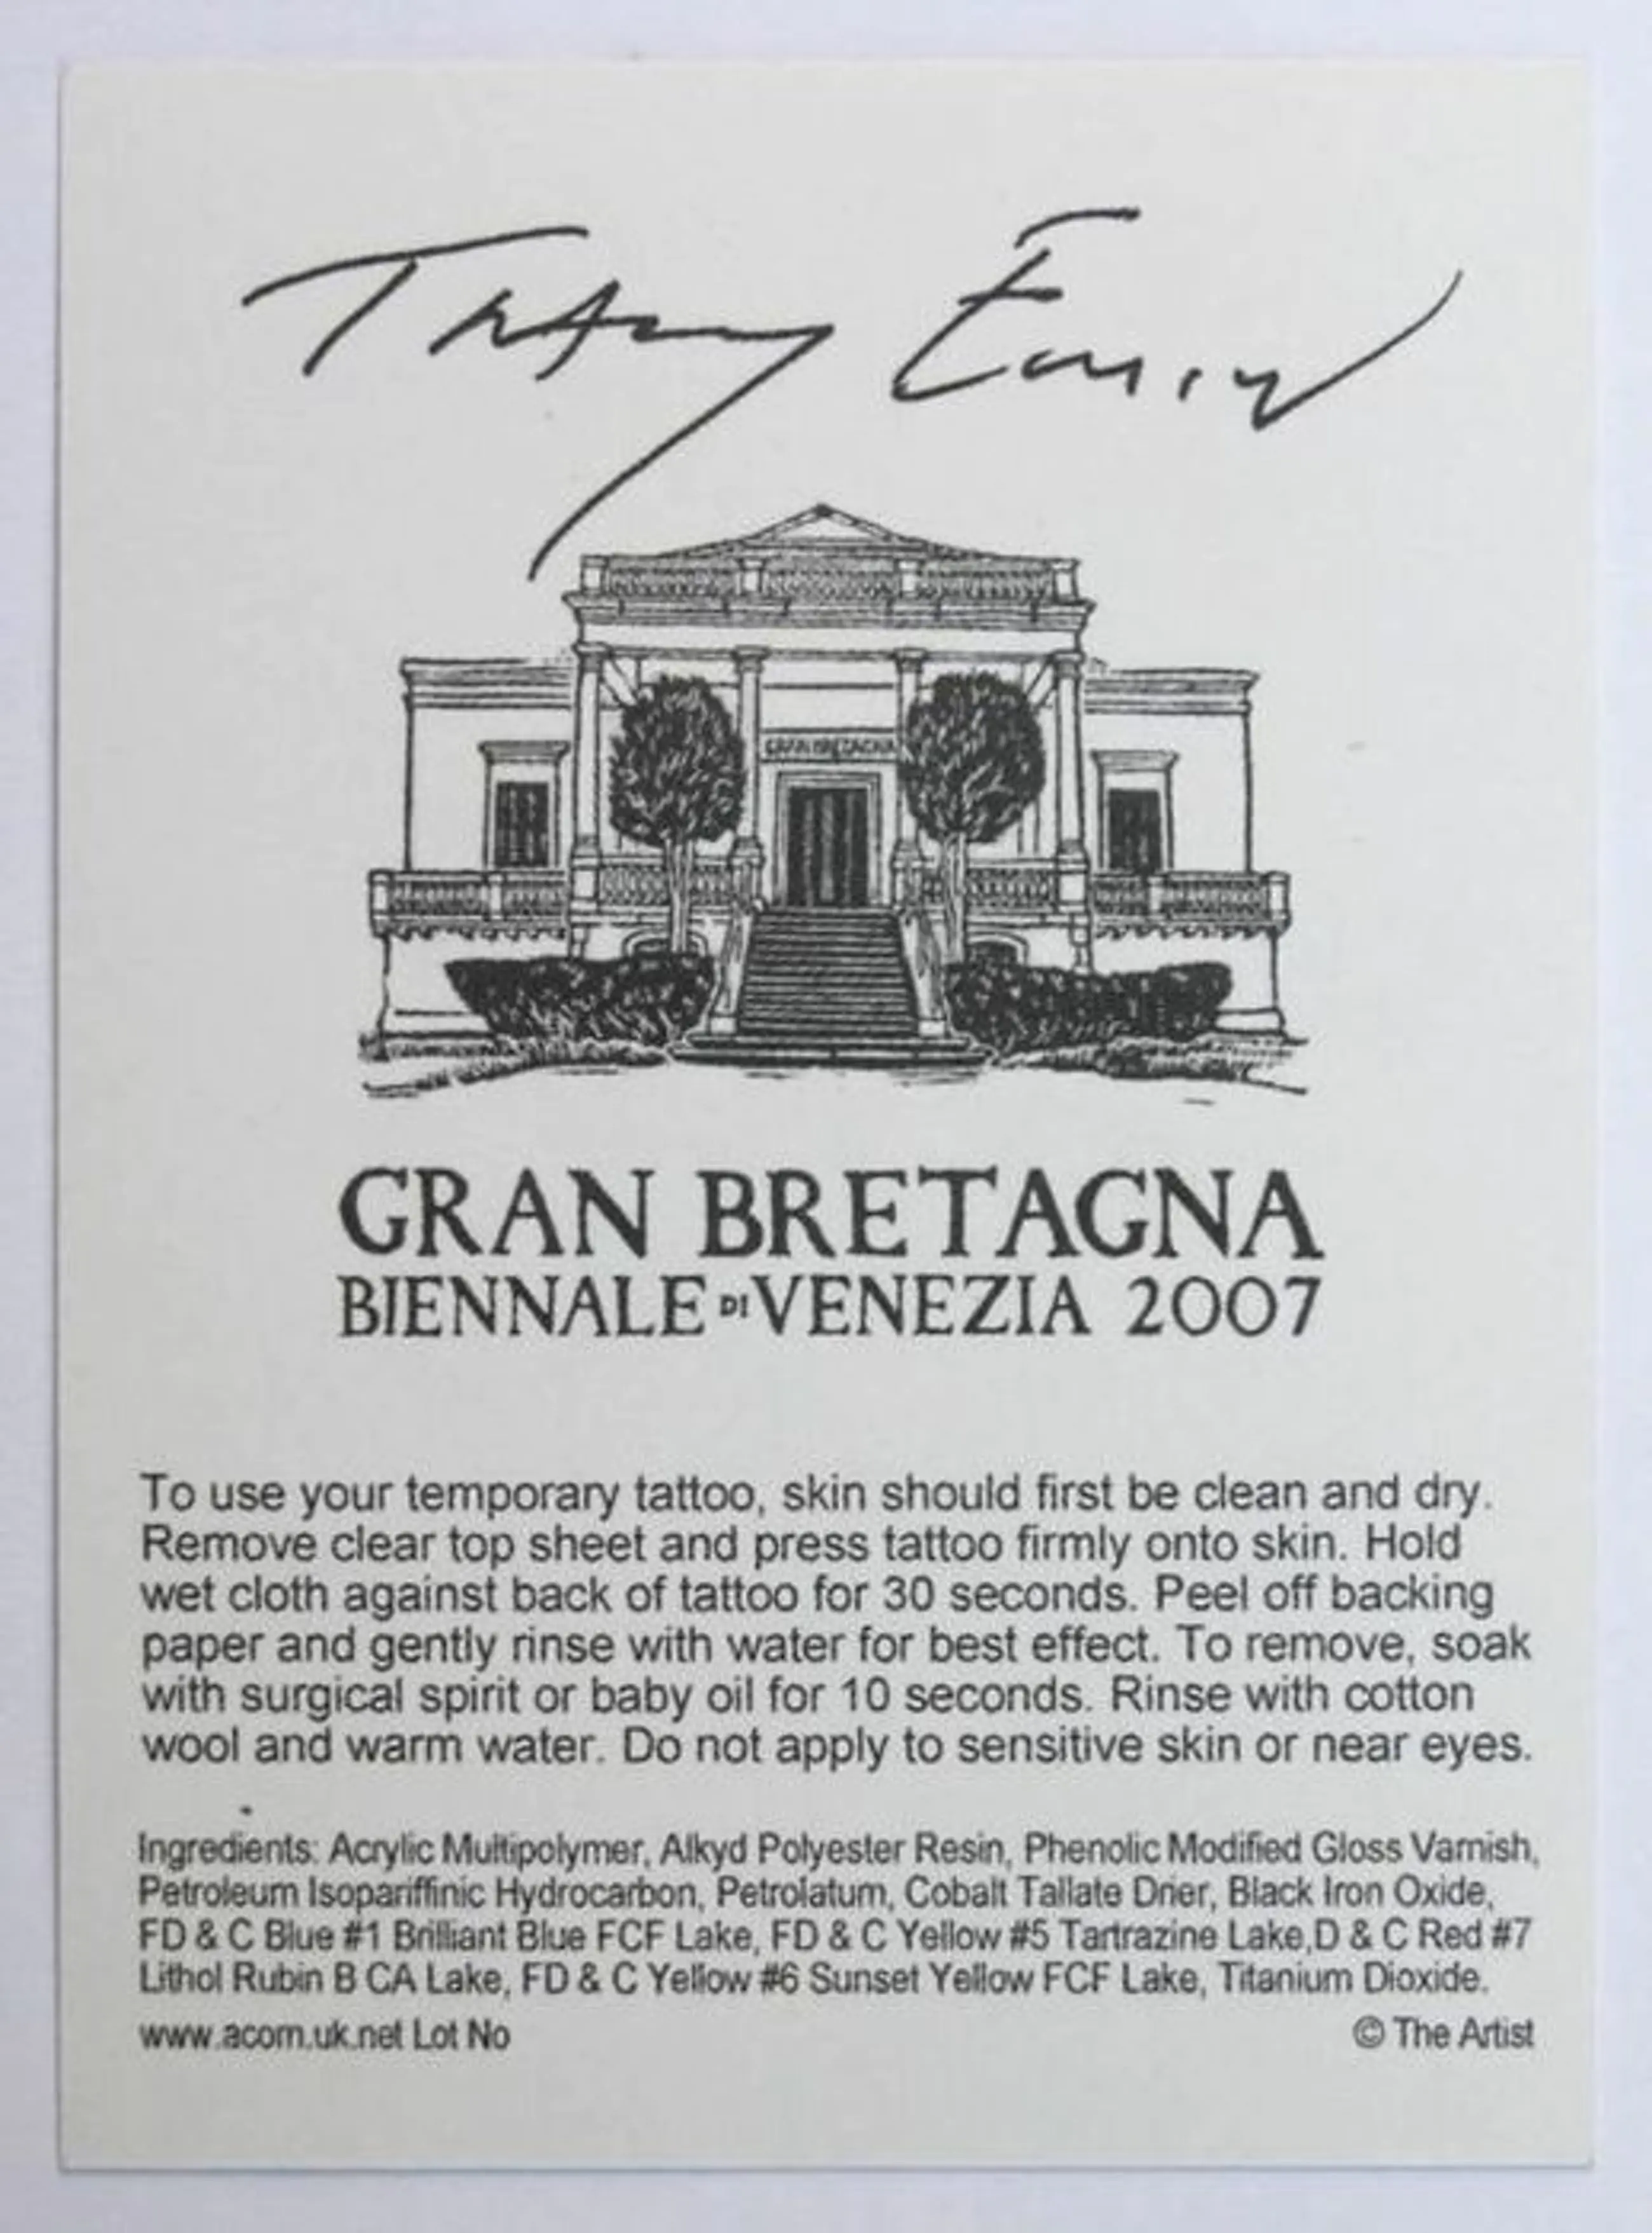 Tracey Emin
GRAN BRETAGNA
GRAN BRETAGNA
BIENNALE DI VENEZIA 2007
To use your temporary tattoo, skin should first be clean and dry.
Remove clear top sheet and press tattoo firmly onto skin. Hold
wet cloth against back of tattoo for 30 seconds. Peel off backing
paper and gently rinse with water for best effect. To remove, soak
with surgical spirit or baby oil for 10 seconds. Rinse with cotton
wool and warm water. Do not apply to sensitive skin or near eyes.
Ingredients: Acrylic Multipolymer, Alkyd Polyester Resin, Phenolic Modified Gloss Varnish,
Petroleum Isopariffinic Hydrocarbon, Petrolatum, Cobalt Tallate Drier, Black Iron Oxide,
FD & C Blue #1 Brilliant Blue FCF Lake, FD & C Yellow #5 Tartrazine Lake,D & C Red #7
Lithol Rubin B CA Lake, FD & C Yellow #6 Sunset Yellow FCF Lake, Titanium Dioxide.
www.acorn.uk.net Lot No © The Artist